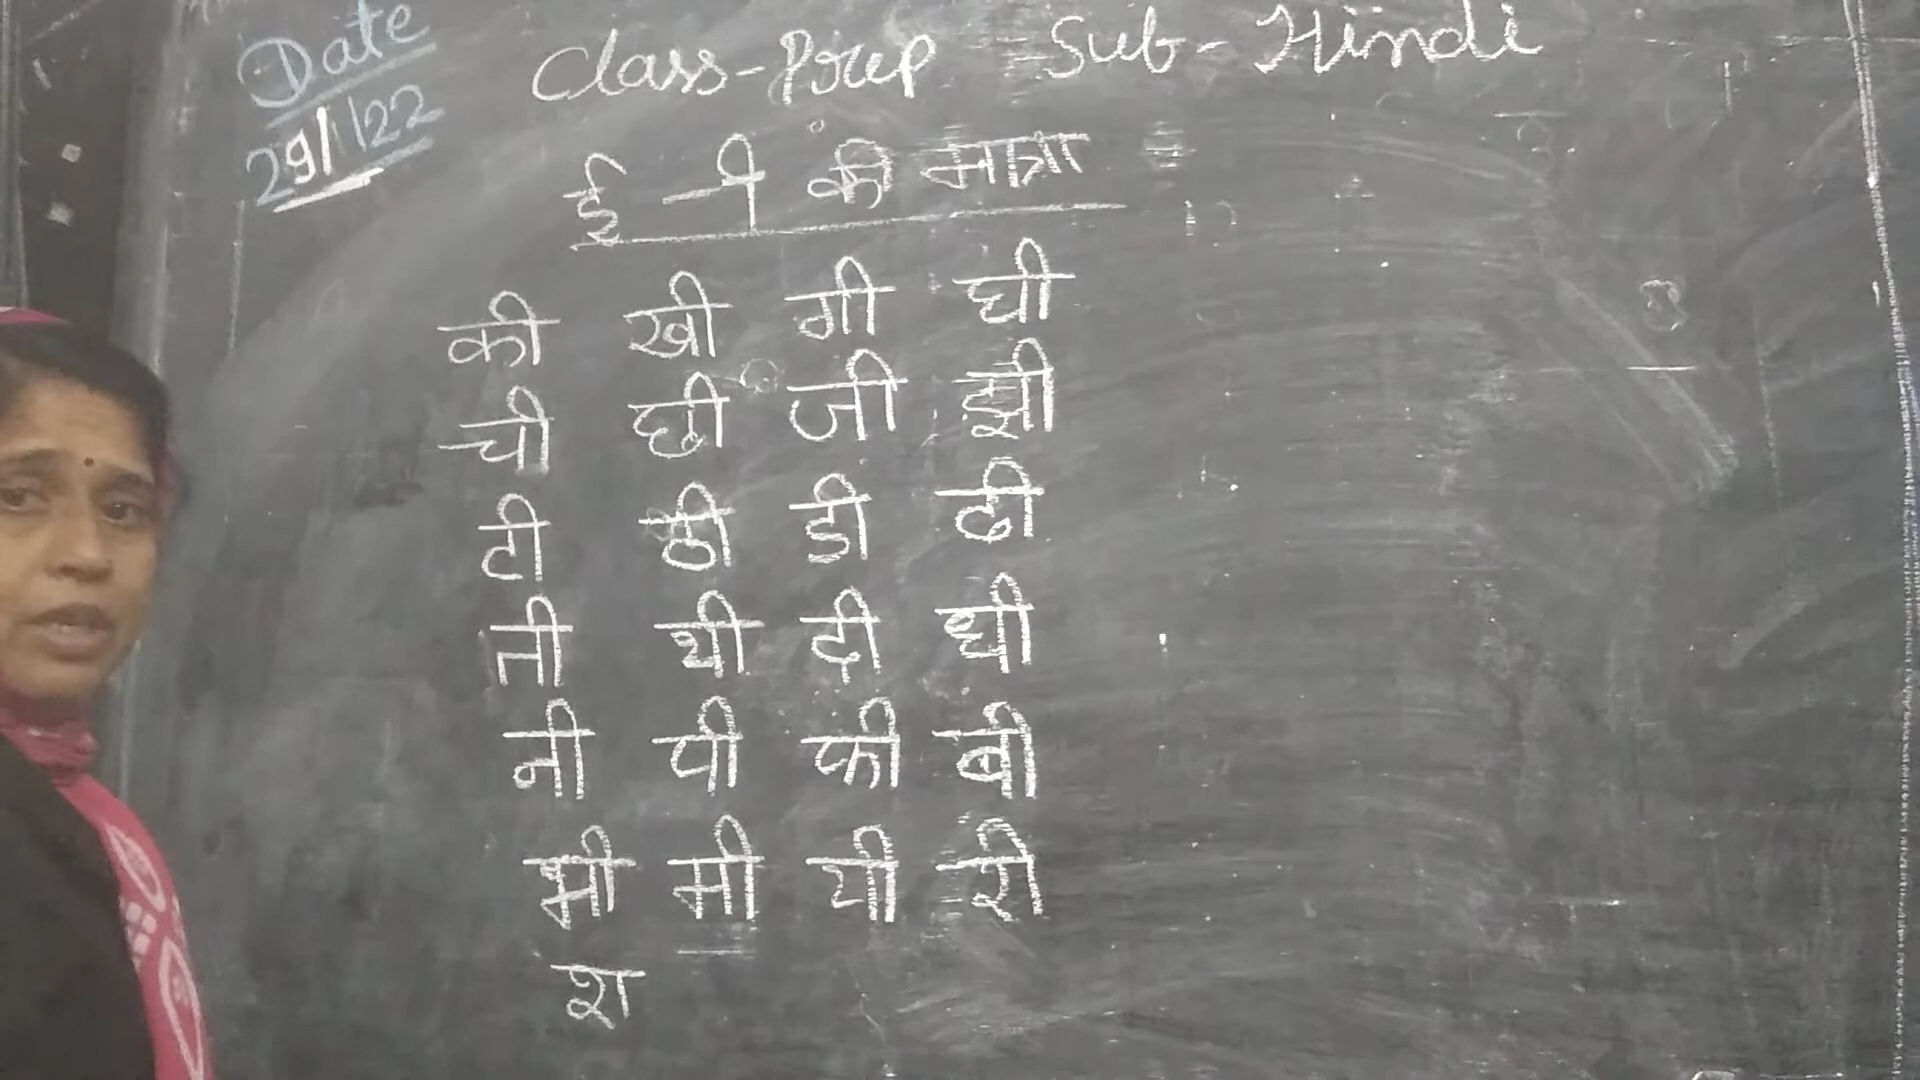 Date Class-Prep Sub-Hindi
29/1/22
ई -ी की मात्रा
की खी गी घी
ची छी जी झी
टी ठी डी ढी
ती थी दी धी
नी पी फी बी
भी मी यी री
श